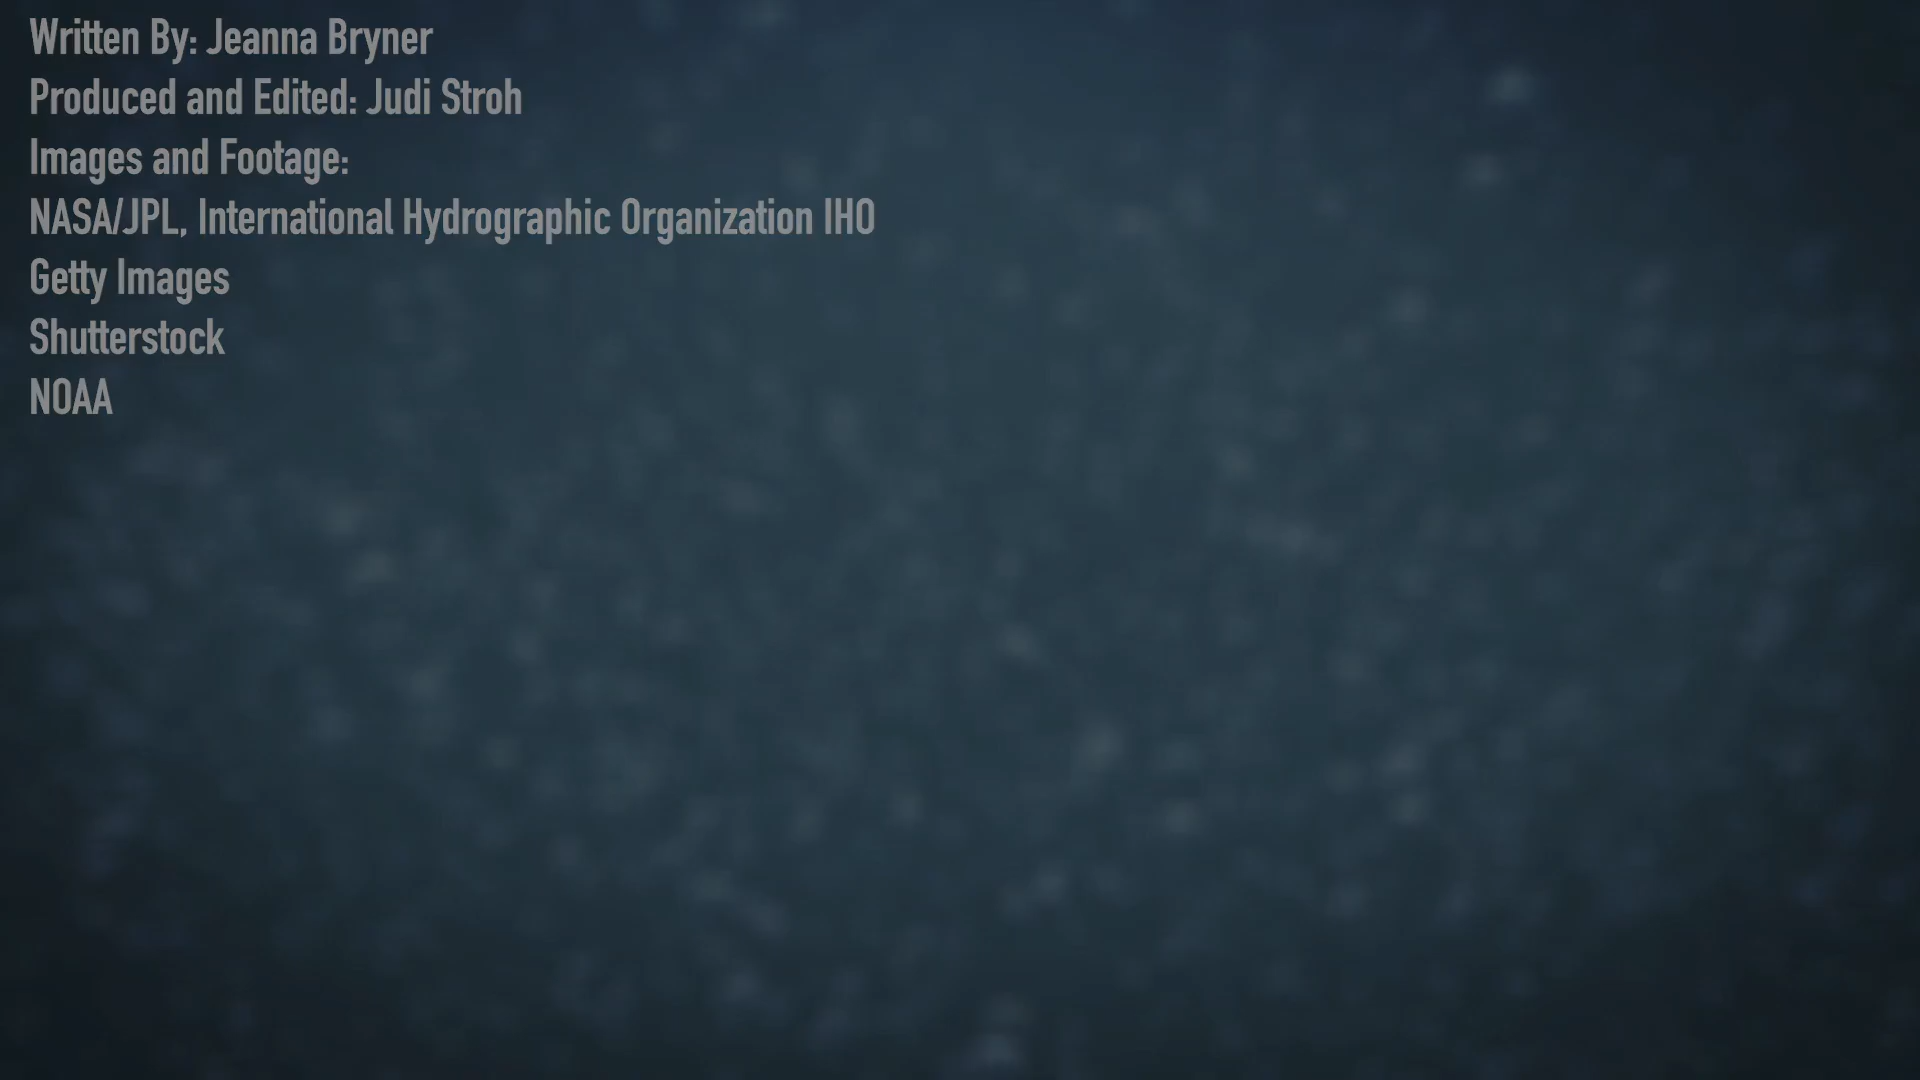 Written By: Jeanna Bryner
Produced and Edited: Judi Stroh
Images and Footage:
NASA/JPL, International Hydrographic Organization IHO
Getty Images
Shutterstock
NOAA